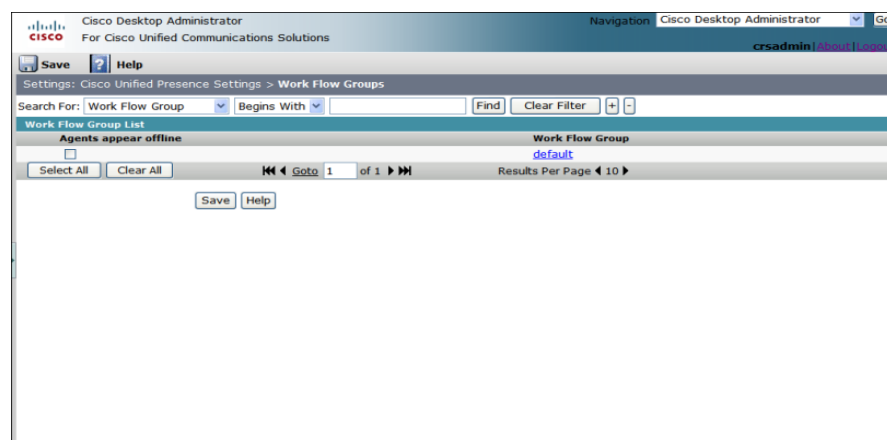 Cisco Desktop Administrator
Navigation Cisco Desktop Administrator
CISCO For Cisco Unified Communications Solutions
crsadmin|About|Logout
Save ? Help
Settings: Cisco Unified Presence Settings > Work Flow Groups
Search For: Work Flow Group Begins With Find Clear Filter + -
Work Flow Group List
Agents appear offline Work Flow Group
default
Select All Clear All Goto 1 of 1 Results Per Page 10
Save Help